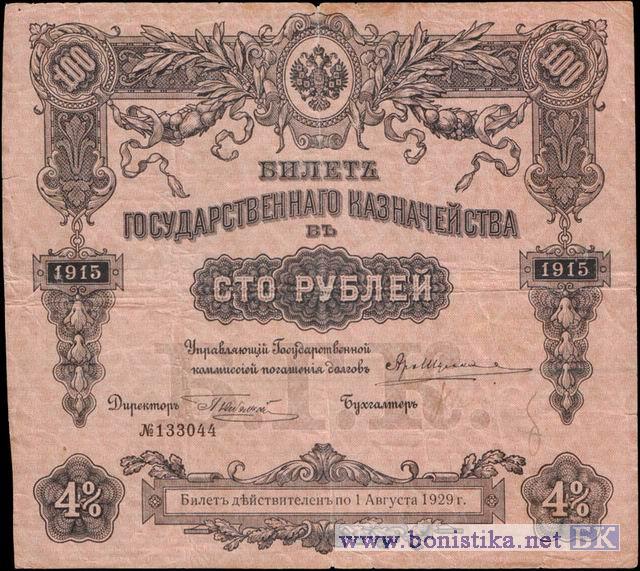 100 100
БИЛЕТЪ
ГОСУДАРСТВЕННАГО КАЗНАЧЕЙСТВА
ВЪ
1915 1915
СТО РУБЛЕЙ
Управляющій Государственной
коммиссіей погашенія долговъ
Директоръ Бухгалтеръ
№133044
4% 4%
Билетъ дѣйствителенъ по 1 Августа 1929 г.
www.bonistika.net БК